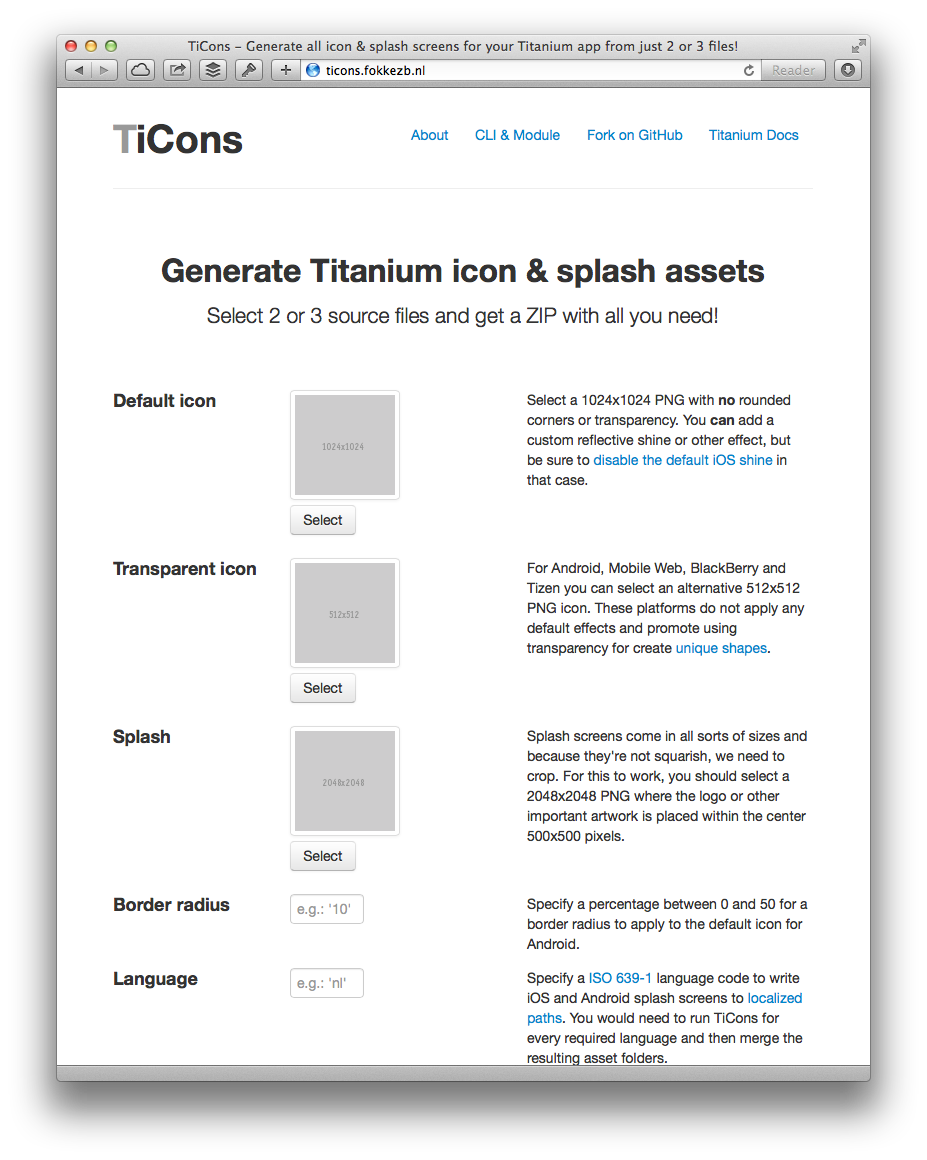 TiCons – Generate all icon & splash screens for your Titanium app from just 2 or 3 files!
ticons.fokkezb.nl
Reader
TiCons
About
CLI & Module
Fork on GitHub
Titanium Docs
Generate Titanium icon & splash assets
Select 2 or 3 source files and get a ZIP with all you need!
Default icon
1024x1024
Select
Select a 1024x1024 PNG with no rounded
corners or transparency. You can add a
custom reflective shine or other effect, but
be sure to disable the default iOS shine in
that case.
Transparent icon
512x512
Select
For Android, Mobile Web, BlackBerry and
Tizen you can select an alternative 512x512
PNG icon. These platforms do not apply any
default effects and promote using
transparency for create unique shapes.
Splash
2048x2048
Select
Splash screens come in all sorts of sizes and
because they're not squarish, we need to
crop. For this to work, you should select a
2048x2048 PNG where the logo or other
important artwork is placed within the center
500x500 pixels.
Border radius
e.g.: '10'
Specify a percentage between 0 and 50 for a
border radius to apply to the default icon for
Android.
Language
e.g.: 'nl'
Specify a ISO 639-1 language code to write
iOS and Android splash screens to localized
paths. You would need to run TiCons for
every required language and then merge the
resulting asset folders.